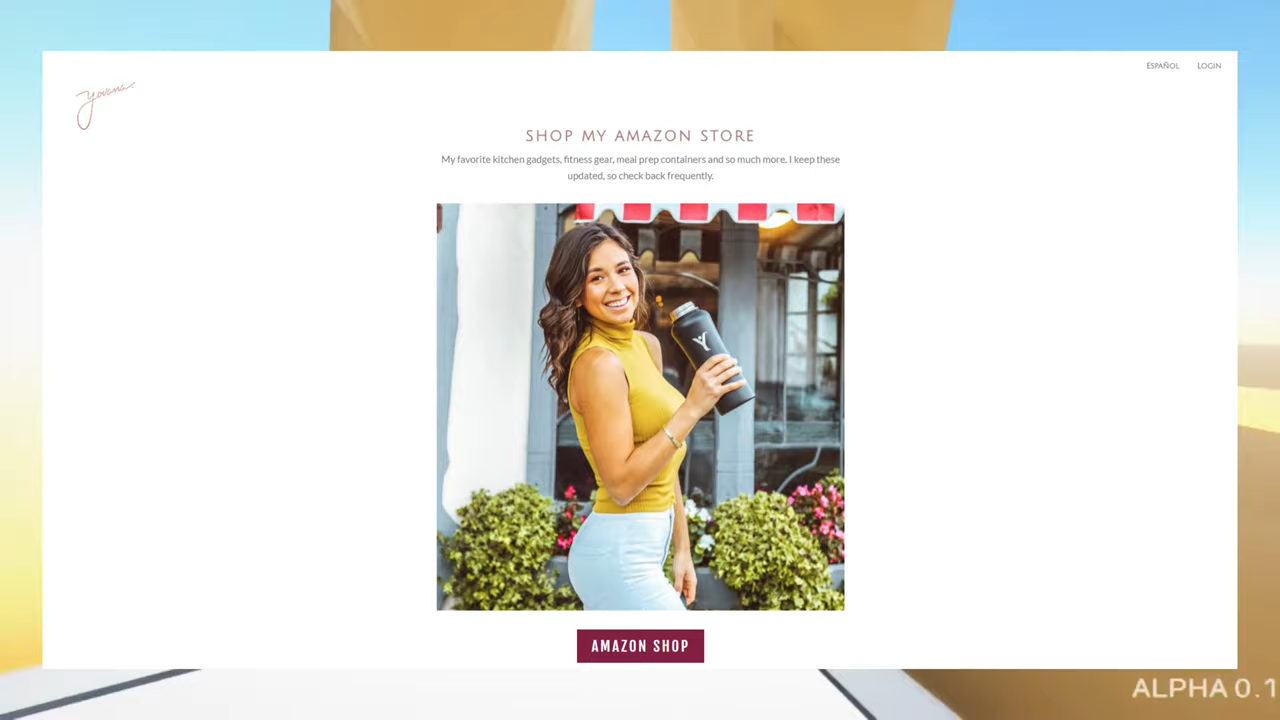 ESPAÑOL LOGIN
Yovana
SHOP MY AMAZON STORE
My favorite kitchen gadgets, fitness gear, meal prep containers and so much more. I keep these
updated, so check back frequently.
Y
AMAZON SHOP
ALPHA 0.1